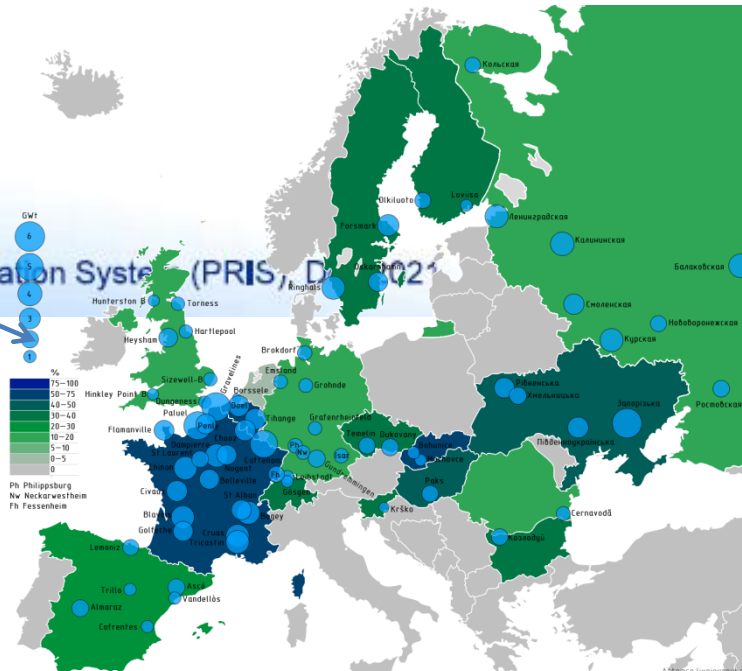 GWt
6
5
4
3
1
%
75-100
50-75
40-50
30-40
20-30
10-20
5-10
0-5
0
Ph Philippsburg
Nw Neckarwestheim
Fh Fessenheim
ation Syste (PRIS), D 2021
Кольская
Olkiluoto
Loviisa
Ленинградская
Forsmark
Калининская
Oskarshamn
Ringhals
Балаковская
Смоленская
Нововоронежская
Курская
Ростовская
Hunterston B
Torness
Hartlepool
Heysham
Sizewell-B
Hinkley Point B
Dungeness
Brokdorf
Emsland
Grohnde
Borssele
Gravelines
Doel
Tihange
Grafenrheinfeld
Paluel
Penly
Flamanville
Chooz
Cattenom
Dampierre
St.Laurent
Chinon
Nogent
Belleville
Civaux
St.Alban
Bugey
Blayais
Golfech
Cruas
Tricastin
Ph
Nw
Fh
Isar
Gundremmingen
Leibstadt
Gösgen
Temelin
Dukovany
Bohunice
Mochovce
Paks
Krško
Рівненська
Хмельницька
Запорізька
Південноукраїнська
Cernavodă
Козлодуй
Lemoniz
Trillo
Ascó
Vandellós
Almaraz
Cofrentes